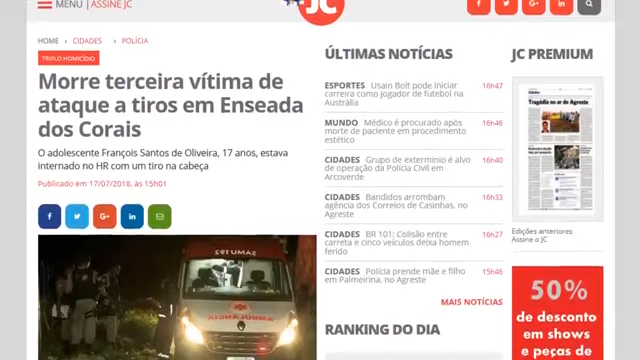 MENU | ASSINE JC
JC
HOME > CIDADES > POLÍCIA
TRIPLO HOMICÍDIO
Morre terceira vítima de
ataque a tiros em Enseada
dos Corais
O adolescente François Santos de Oliveira, 17 anos, estava
internado no HR com um tiro na cabeça
Publicado em 17/07/2018, às 15h01
SAMU 192
AMBULÂNCIA
ÚLTIMAS NOTÍCIAS
ESPORTES Usain Bolt pode iniciar 16h47
carreira como jogador de futebol na
Austrália
MUNDO Médico é procurado após 16h46
morte de paciente em procedimento
estético
CIDADES Grupo de extermínio é alvo 16h40
de operação da Polícia Civil em
Arcoverde
CIDADES Bandidos arrombam 16h33
agência dos Correios de Casinhas, no
Agreste
CIDADES BR 101: Colisão entre 16h27
carreta e cinco veículos deixa homem
ferido
CIDADES Polícia prende mãe e filho 15h46
em Palmeirina, no Agreste
MAIS NOTÍCIAS
RANKING DO DIA
JC PREMIUM
Tragédia no ar do Agreste
Edições anteriores
Assine o JC
50%
de desconto
em shows
e peças de